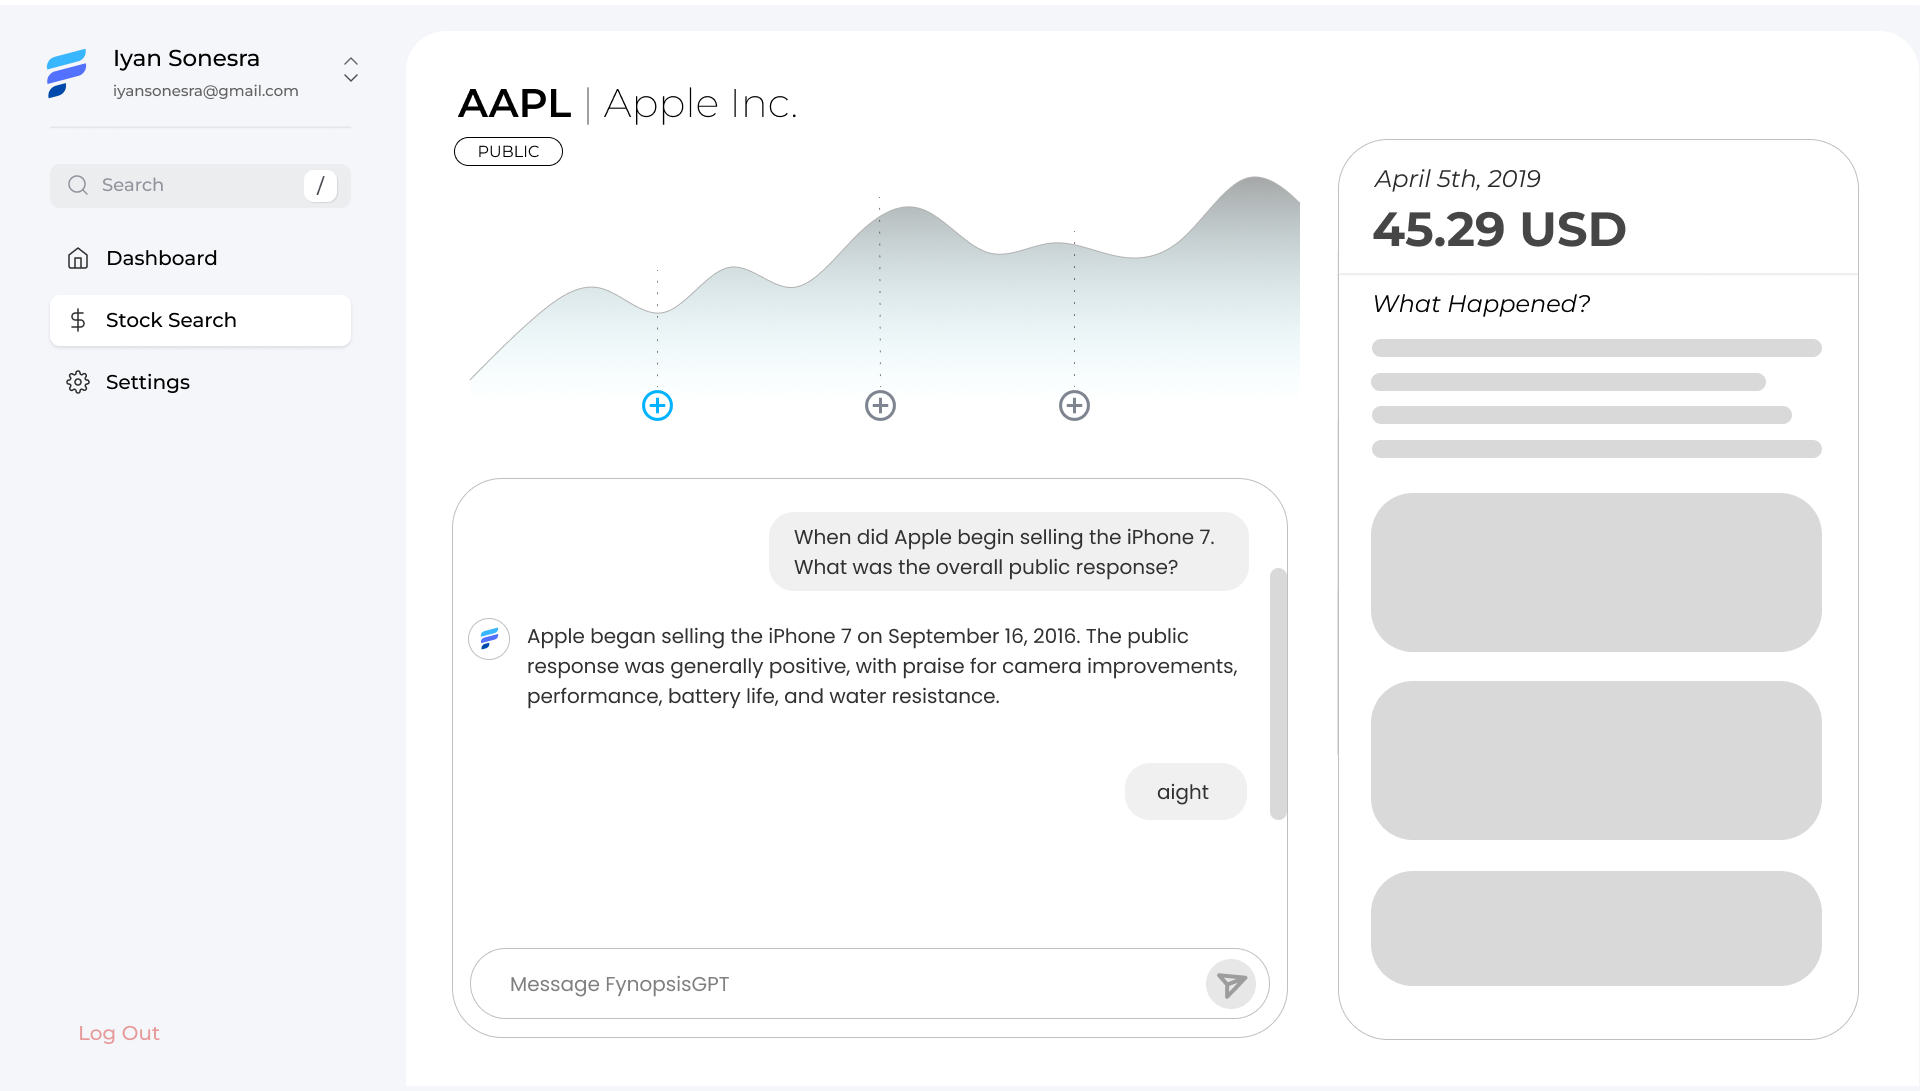 Iyan Sonesra
iyansonesra@gmail.com
Search
/
Dashboard
Stock Search
Settings
Log Out
AAPL | Apple Inc.
PUBLIC
When did Apple begin selling the iPhone 7.
What was the overall public response?
Apple began selling the iPhone 7 on September 16, 2016. The public
response was generally positive, with praise for camera improvements,
performance, battery life, and water resistance.
aight
Message FynopsisGPT
April 5th, 2019
45.29 USD
What Happened?